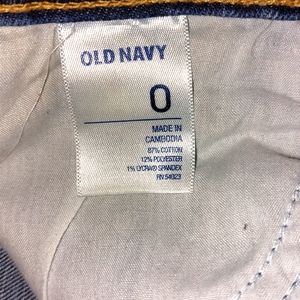 OLD NAVY
0
MADE IN
CAMBODIA
87% COTTON
12% POLYESTER
1% LYCRA® SPANDEX
RN 54023